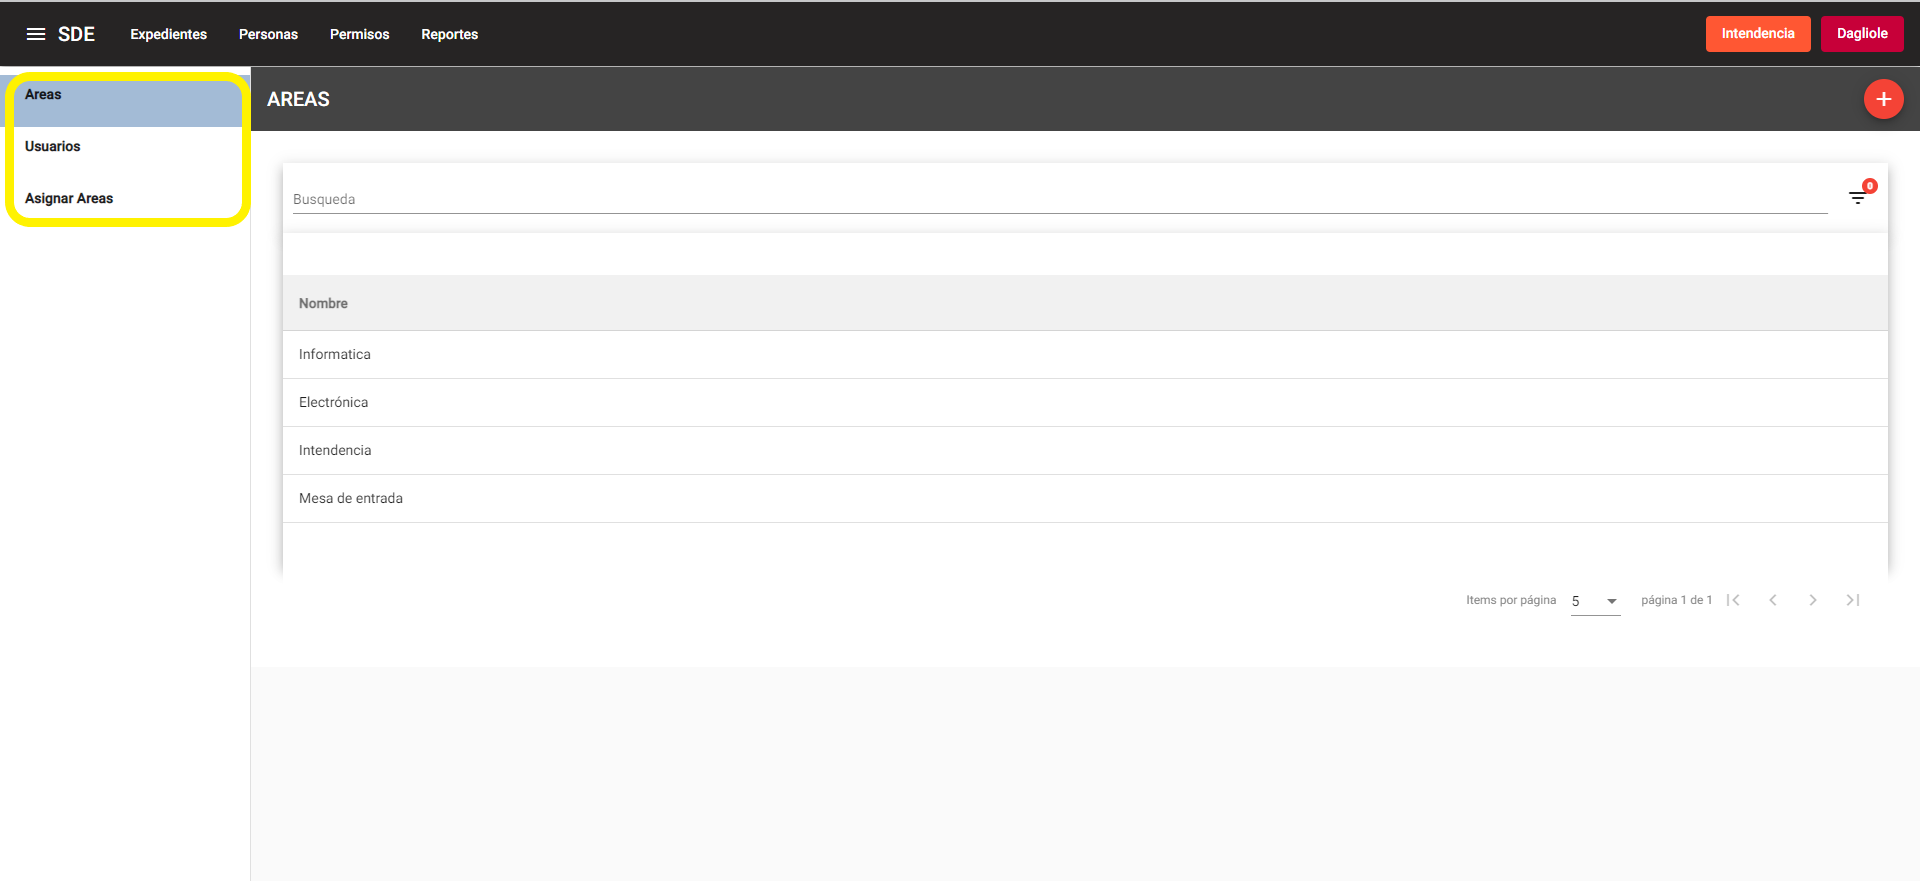 SDE Expedientes Personas Permisos Reportes Intendencia Dagliole
Areas
Usuarios
Asignar Areas
AREAS
Busqueda
0
Nombre
Informatica
Electrónica
Intendencia
Mesa de entrada
Items por página 5 página 1 de 1